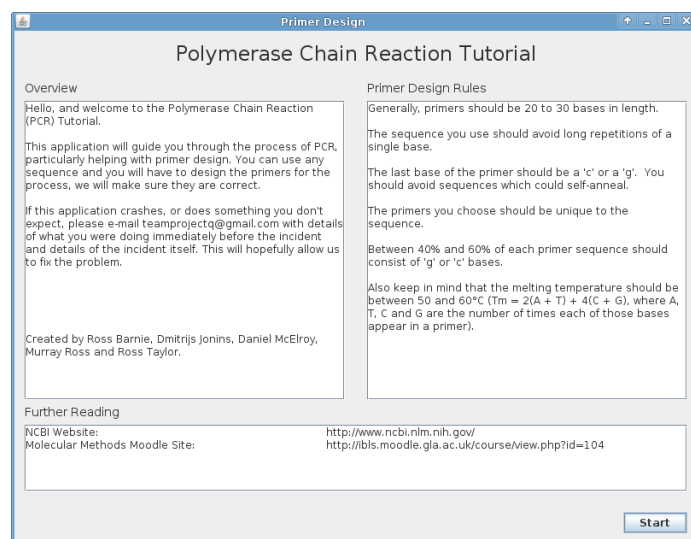 Primer Design
Polymerase Chain Reaction Tutorial
Overview
Hello, and welcome to the Polymerase Chain Reaction
(PCR) Tutorial.
This application will guide you through the process of PCR,
particularly helping with primer design. You can use any
sequence and you will have to design the primers for the
process, we will make sure they are correct.
If this application crashes, or does something you don't
expect, please e-mail teamprojectq@gmail.com with details
of what you were doing immediately before the incident
and details of the incident itself. This will hopefully allow us
to fix the problem.
Created by Ross Barnie, Dmitrijs Jonins, Daniel McElroy,
Murray Ross and Ross Taylor.
Primer Design Rules
Generally, primers should be 20 to 30 bases in length.
The sequence you use should avoid long repetitions of a
single base.
The last base of the primer should be a 'c' or a 'g'.  You
should avoid sequences which could self-anneal.
The primers you choose should be unique to the
sequence.
Between 40% and 60% of each primer sequence should
consist of 'g' or 'c' bases.
Also keep in mind that the melting temperature should be
between 50 and 60°C (Tm = 2(A + T) + 4(C + G), where A,
T, C and G are the number of times each of those bases
appear in a primer).
Further Reading
NCBI Website: http://www.ncbi.nlm.nih.gov/
Molecular Methods Moodle Site: http://ibls.moodle.gla.ac.uk/course/view.php?id=104
Start